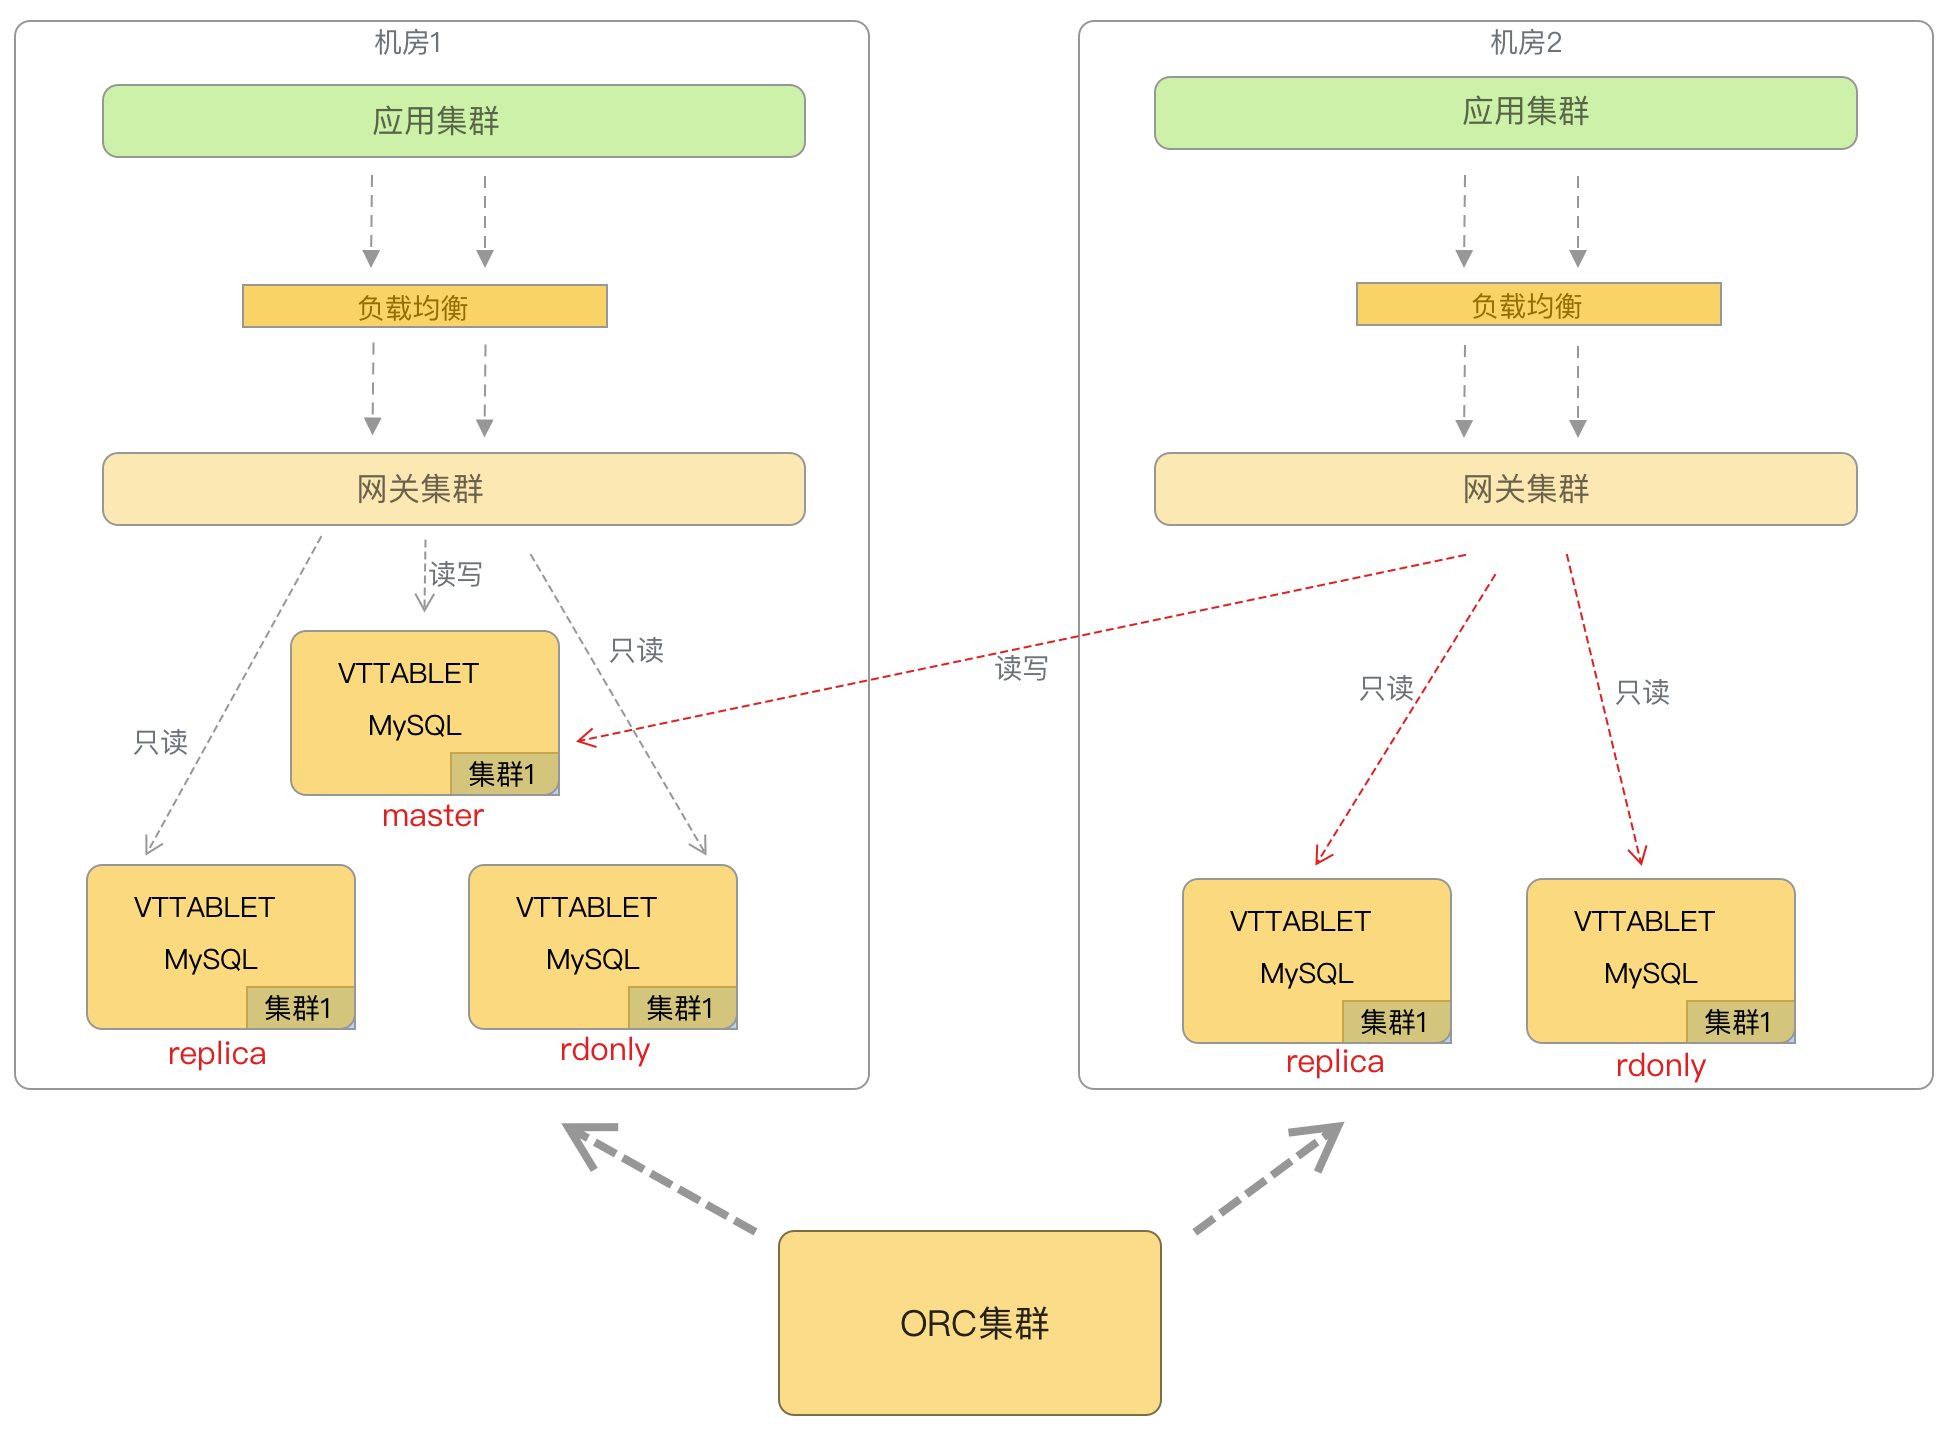 机房1
应用集群
负载均衡
网关集群
读写
只读
只读
VTTABLET
MySQL
集群1
master
VTTABLET
MySQL
集群1
replica
VTTABLET
MySQL
集群1
rdonly
机房2
应用集群
负载均衡
网关集群
读写
只读
只读
VTTABLET
MySQL
集群1
replica
VTTABLET
MySQL
集群1
rdonly
ORC集群